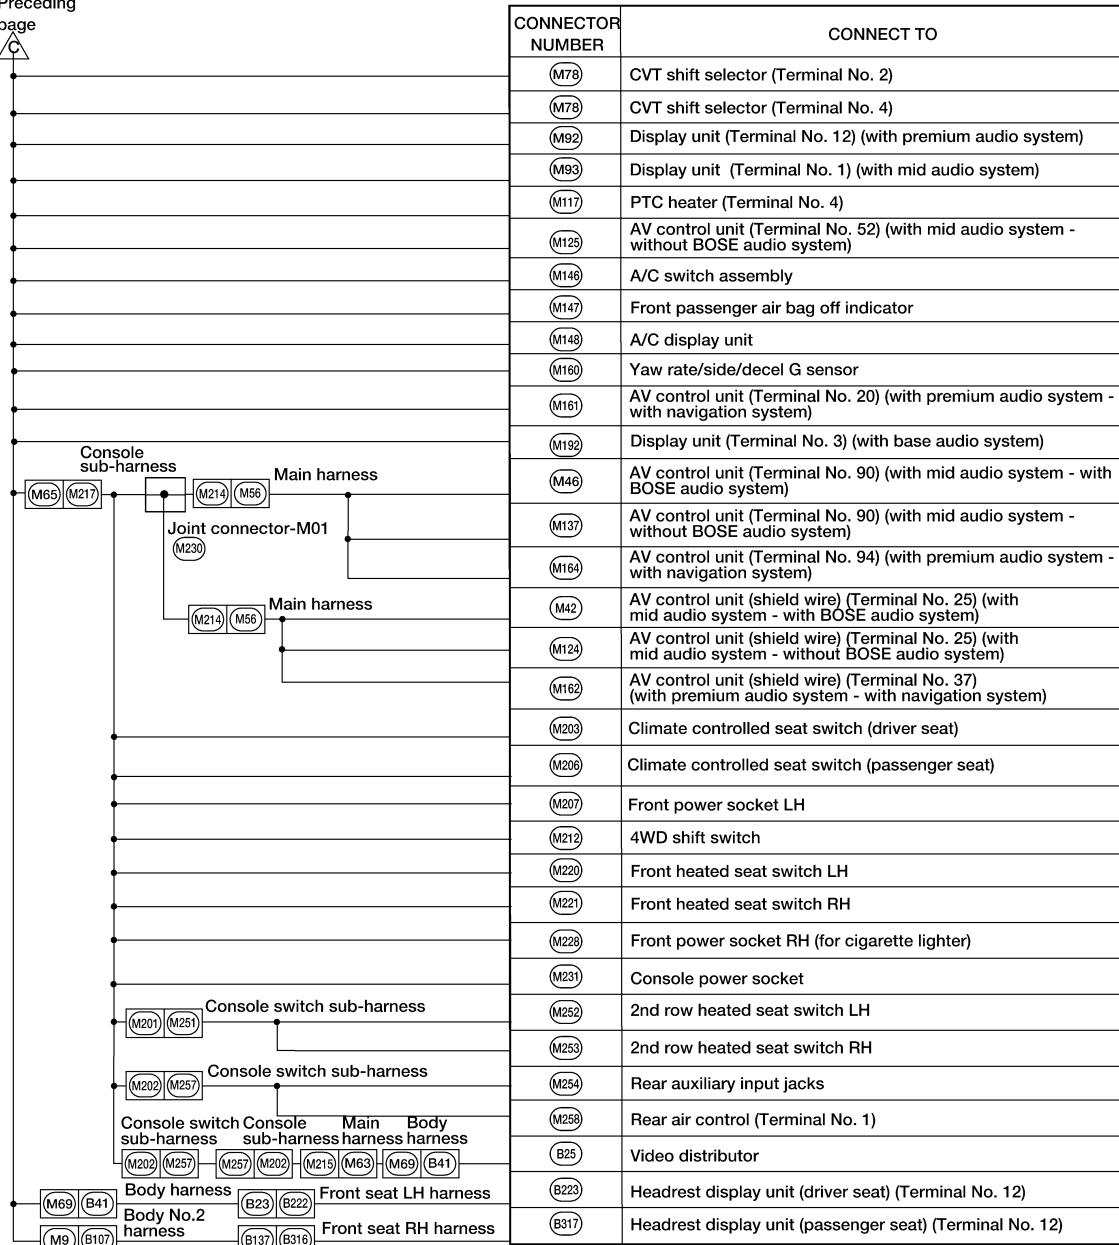 Preceding
page
C
CONNECTOR
NUMBER
CONNECT TO
M78 CVT shift selector (Terminal No. 2)
M78 CVT shift selector (Terminal No. 4)
M92 Display unit (Terminal No. 12) (with premium audio system)
M93 Display unit (Terminal No. 1) (with mid audio system)
M117 PTC heater (Terminal No. 4)
M125 AV control unit (Terminal No. 52) (with mid audio system -
without BOSE audio system)
M146 A/C switch assembly
M147 Front passenger air bag off indicator
M148 A/C display unit
M160 Yaw rate/side/decel G sensor
M161 AV control unit (Terminal No. 20) (with premium audio system -
with navigation system)
M192 Display unit (Terminal No. 3) (with base audio system)
Console
sub-harness
M65 M217
M214 M56 Main harness
M46 AV control unit (Terminal No. 90) (with mid audio system - with
BOSE audio system)
Joint connector-M01
M230
M137 AV control unit (Terminal No. 90) (with mid audio system -
without BOSE audio system)
M164 AV control unit (Terminal No. 94) (with premium audio system -
with navigation system)
M214 M56 Main harness
M42 AV control unit (shield wire) (Terminal No. 25) (with
mid audio system - with BOSE audio system)
M124 AV control unit (shield wire) (Terminal No. 25) (with
mid audio system - without BOSE audio system)
M162 AV control unit (shield wire) (Terminal No. 37)
(with premium audio system - with navigation system)
M203 Climate controlled seat switch (driver seat)
M206 Climate controlled seat switch (passenger seat)
M207 Front power socket LH
M212 4WD shift switch
M220 Front heated seat switch LH
M221 Front heated seat switch RH
M228 Front power socket RH (for cigarette lighter)
M231 Console power socket
M201 M251 Console switch sub-harness
M252 2nd row heated seat switch LH
M253 2nd row heated seat switch RH
M202 M257 Console switch sub-harness
M254 Rear auxiliary input jacks
M258 Rear air control (Terminal No. 1)
Console switch Console Main Body
sub-harness sub-harness harness harness
M202 M257 M257 M202 M215 M63 M69 B41
B25 Video distributor
M69 B41 Body harness B23 B222 Front seat LH harness
B223 Headrest display unit (driver seat) (Terminal No. 12)
Body No.2
harness
M9 B107 B137 B316 Front seat RH harness
B317 Headrest display unit (passenger seat) (Terminal No. 12)